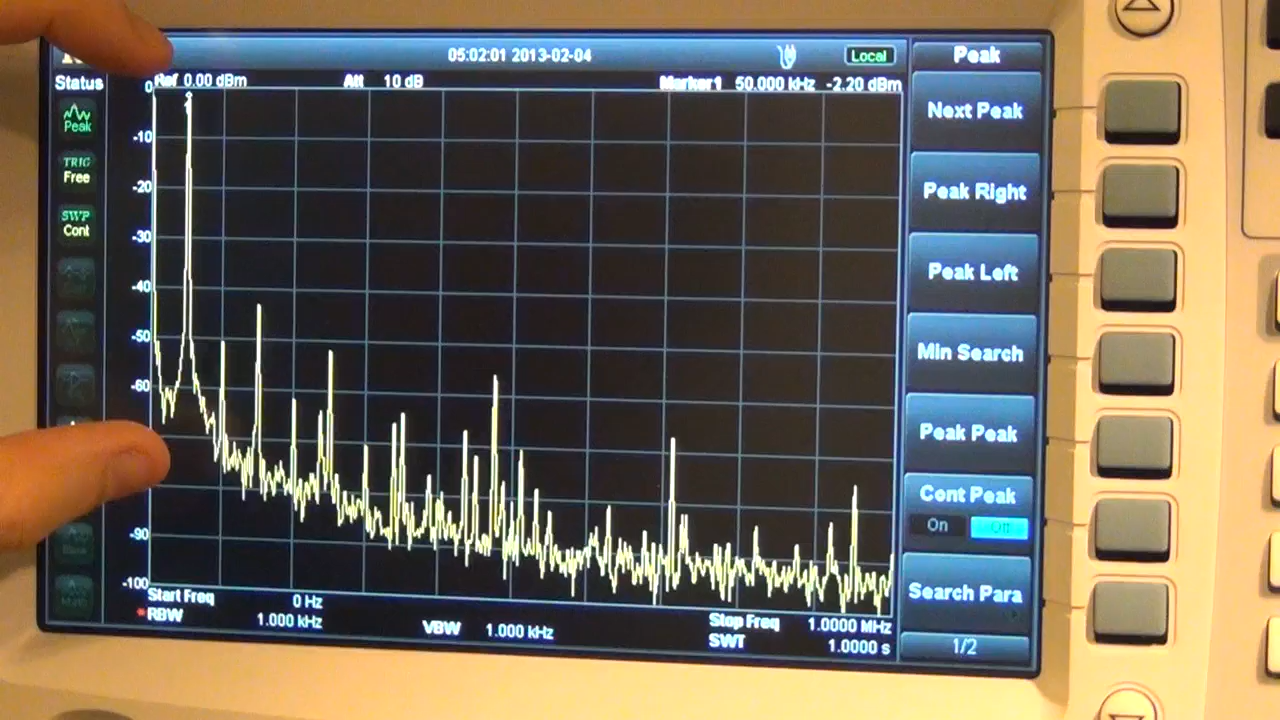 05:02:01 2013-02-04
Local
Peak
Status
Ref 0.00 dBm
Att 10 dB
Marker1 50.000 kHz -2.20 dBm
0
Peak
-10
TRIG
Free
-20
SWP
Cont
-30
-40
-50
-60
-90
-100
Start Freq 0 Hz
*RBW 1.000 kHz
VBW 1.000 kHz
Stop Freq 1.0000 MHz
SWT 1.0000 s
Next Peak
Peak Right
Peak Left
Min Search
Peak Peak
Cont Peak
On Off
Search Para
1/2